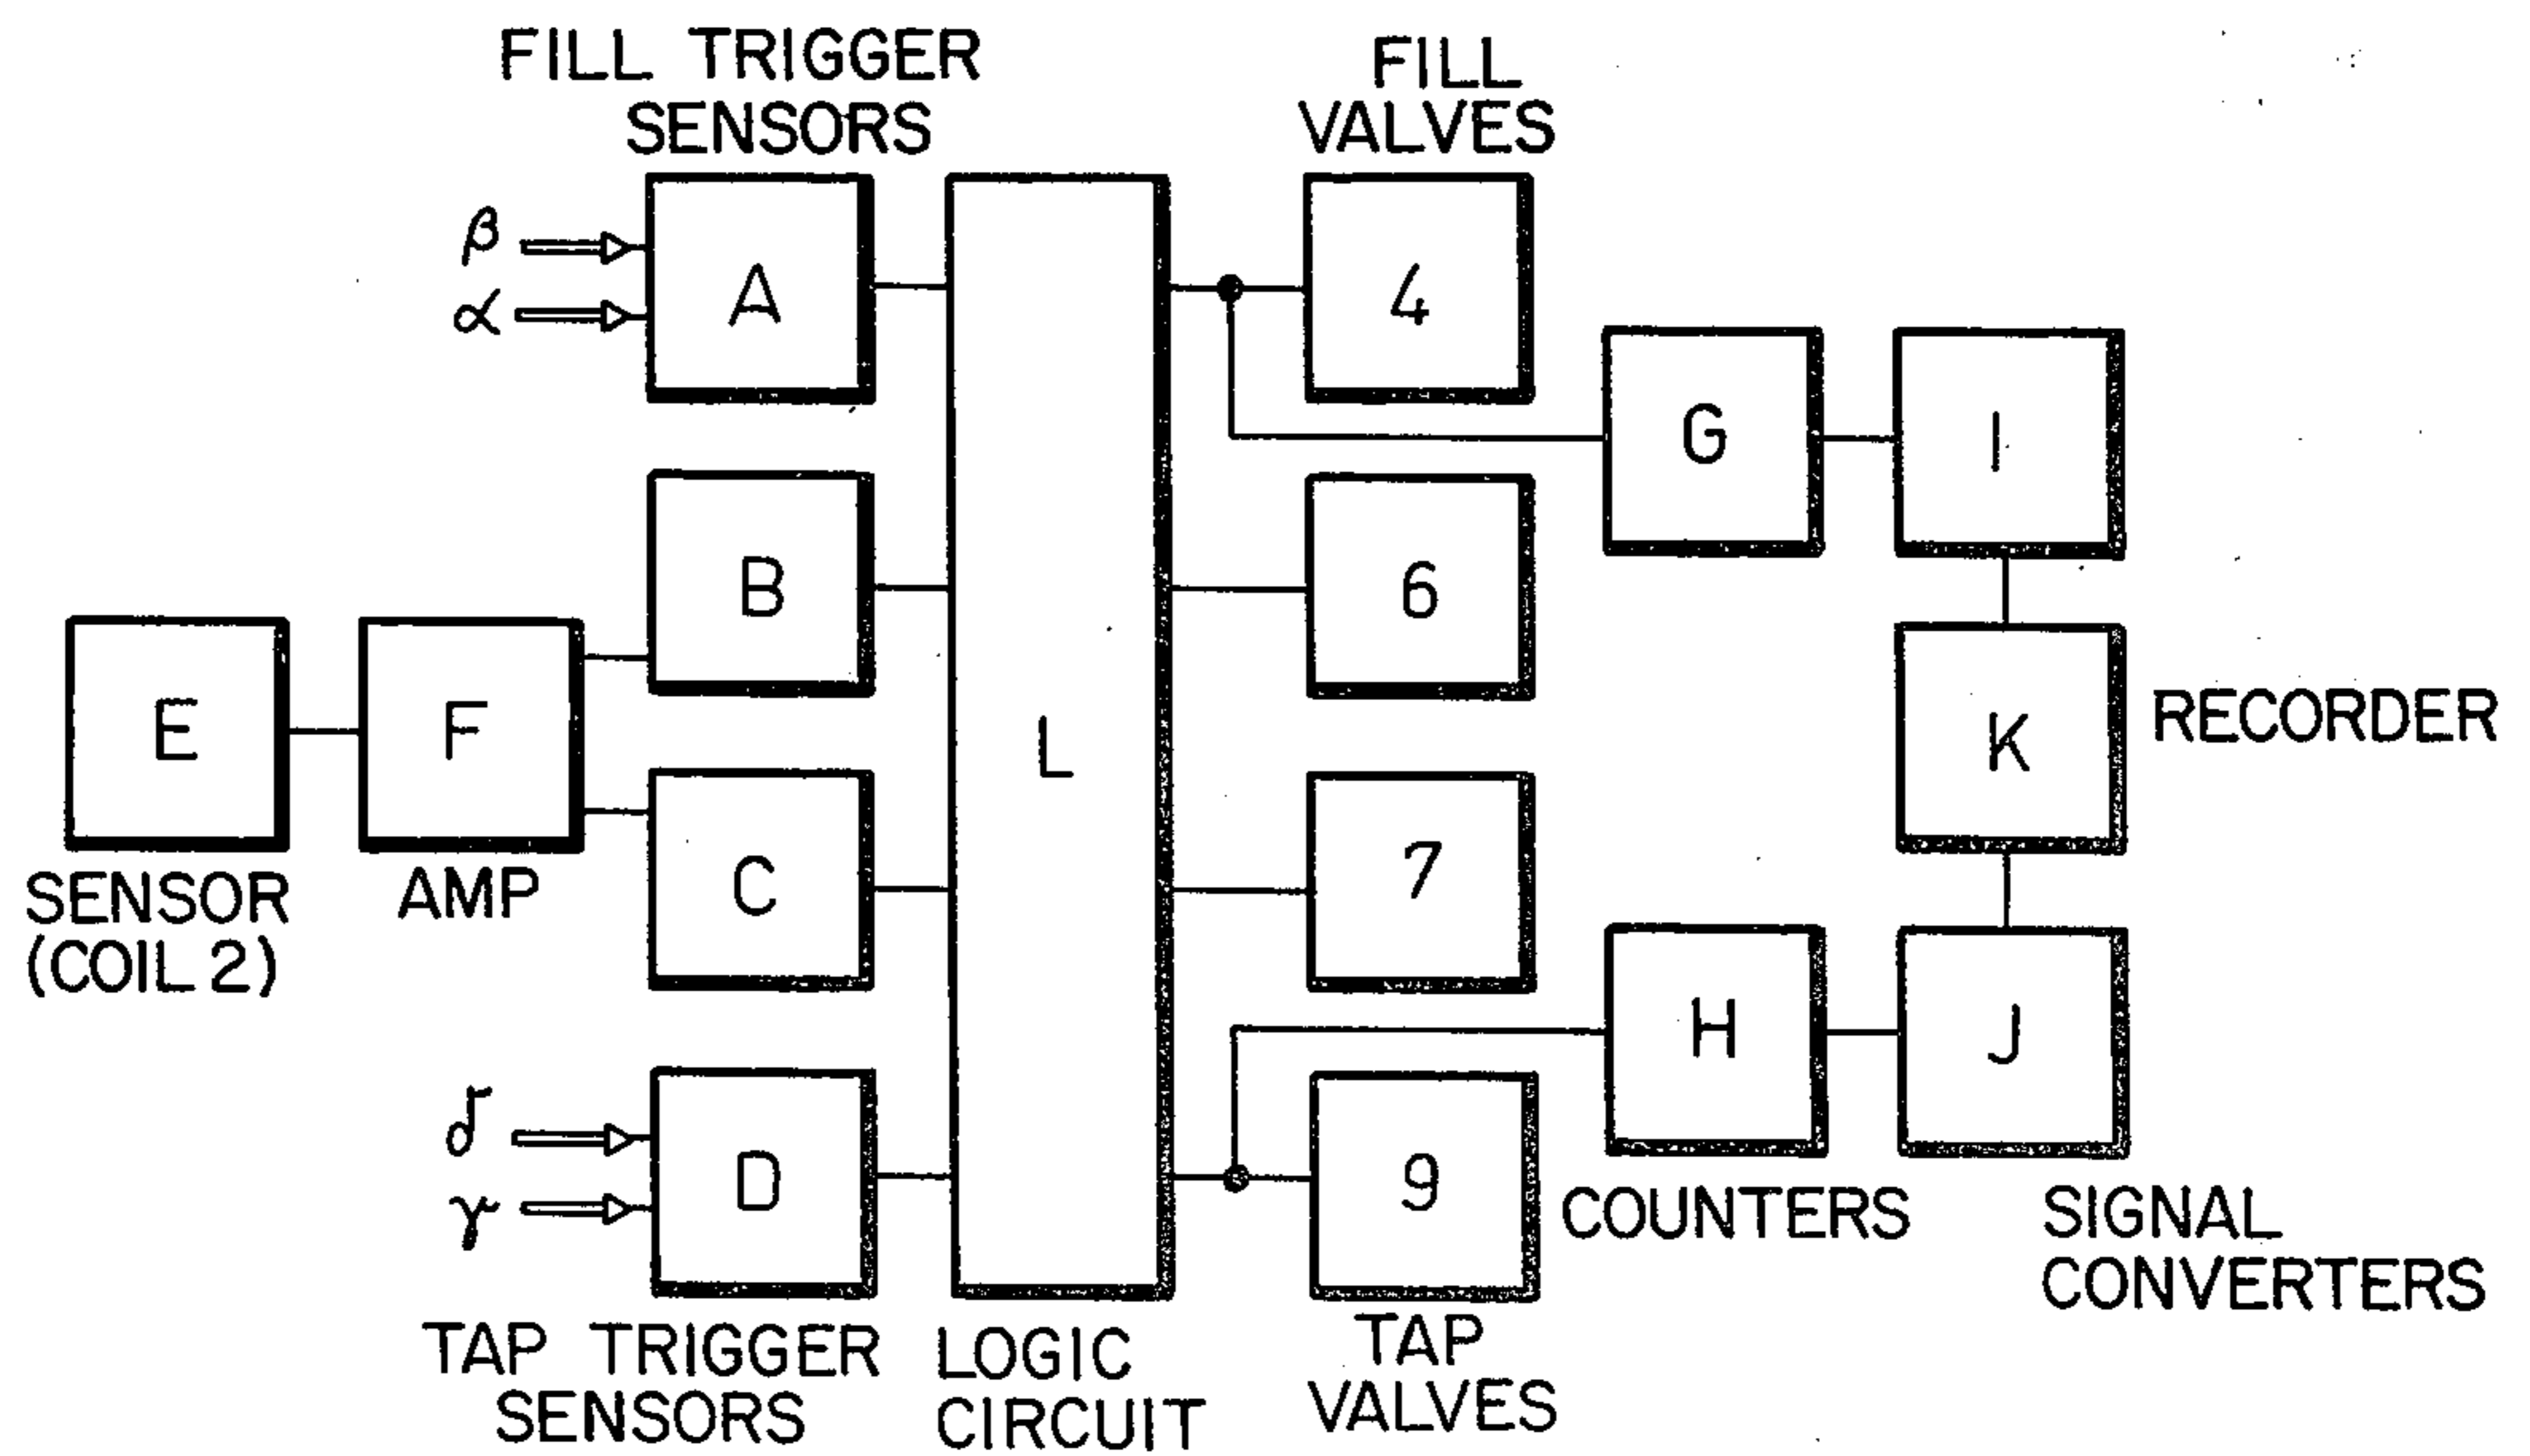 FILL TRIGGER
SENSORS
FILL
VALVES
β
α
A
4
G
I
B
6
E
F
L
K
RECORDER
SENSOR
(COIL 2)
AMP
C
7
H
J
δ
γ
D
9
COUNTERS
SIGNAL
CONVERTERS
TAP TRIGGER
SENSORS
LOGIC
CIRCUIT
TAP
VALVES